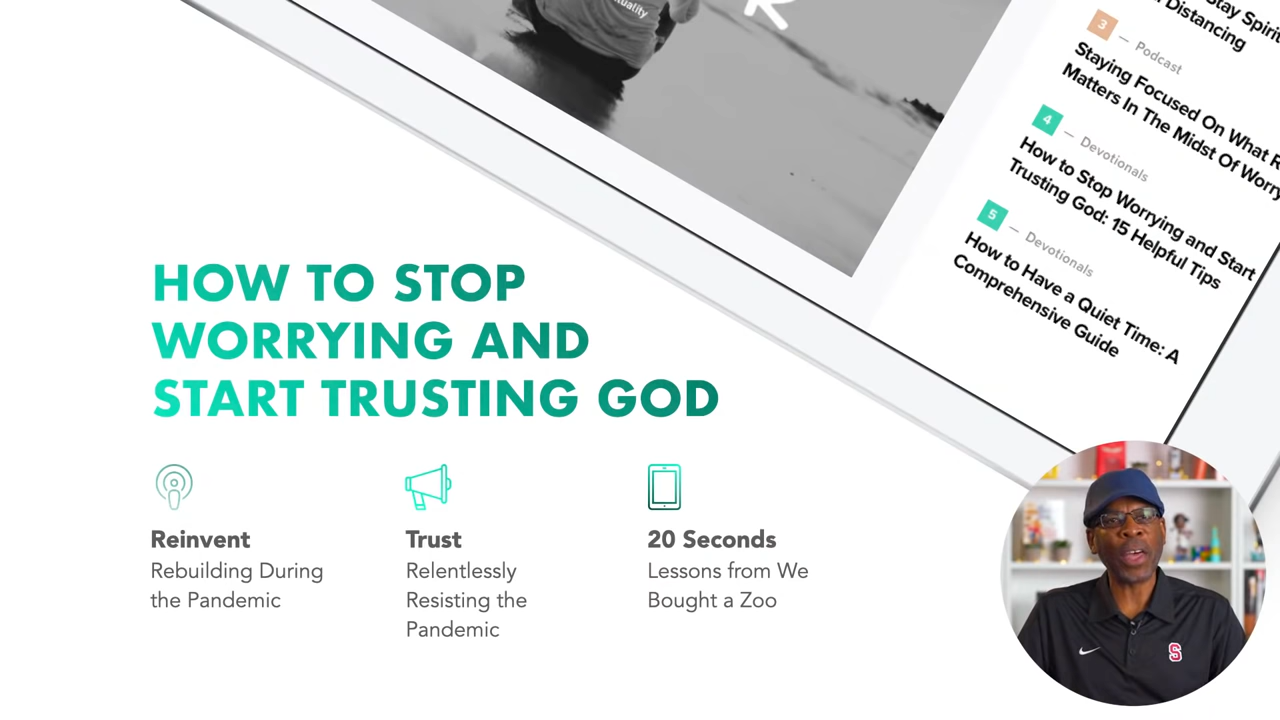 uality
R
Stay Spirit
Distancing
3 — Podcast
Staying Focused On What R
Matters In The Midst Of Worry
4 — Devotionals
How to Stop Worrying and Start
Trusting God: 15 Helpful Tips
5 — Devotionals
How to Have a Quiet Time: A
Comprehensive Guide
HOW TO STOP
WORRYING AND
START TRUSTING GOD
Reinvent
Rebuilding During
the Pandemic
Trust
Relentlessly
Resisting the
Pandemic
20 Seconds
Lessons from We
Bought a Zoo
S